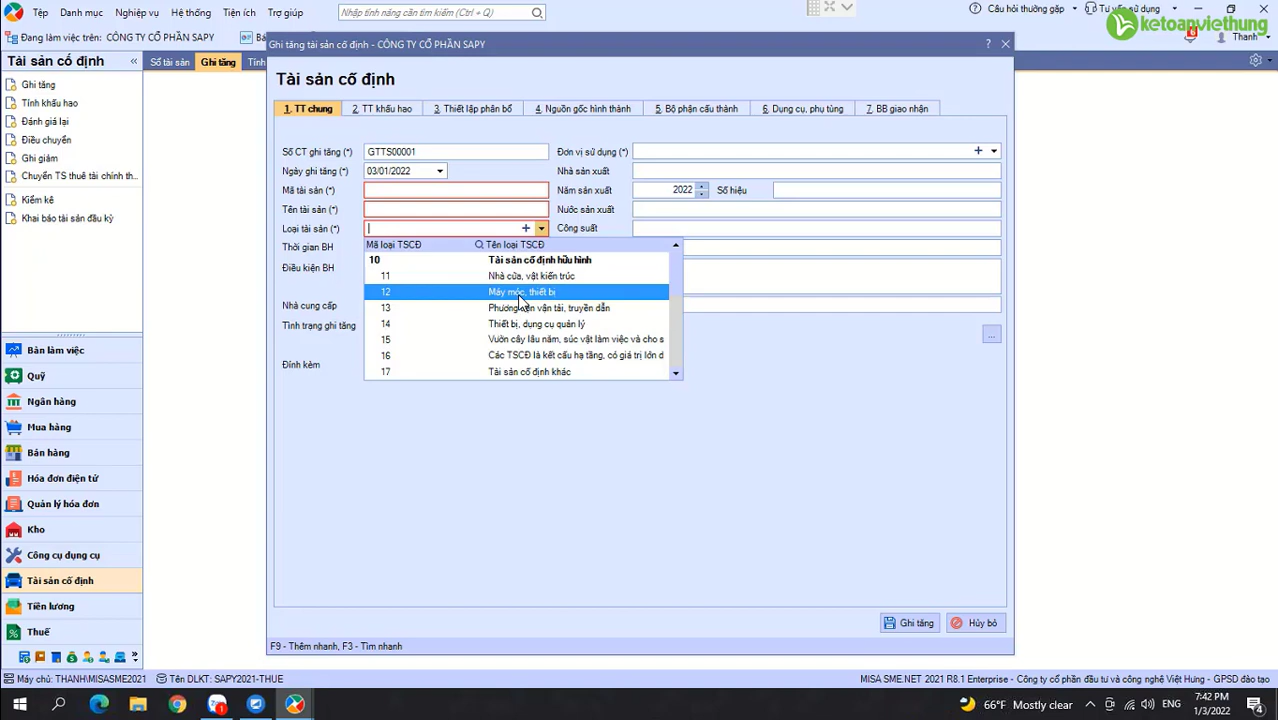 Tệp Danh mục Nghiệp vụ Hệ thống Tiện ích Trợ giúp
Nhập tính năng cần tìm kiếm (Ctrl + Q)
Câu hỏi thường gặp
Tư vấn sử dụng
ketoanviethung
Đang làm việc trên: CÔNG TY CỔ PHẦN SAPY
Thanh
Ghi tăng tài sản cố định - CÔNG TY CỔ PHẦN SAPY
Tài sản cố định
Sổ tài sản Ghi tăng
Ghi tăng
Tính khấu hao
Đánh giá lại
Điều chuyển
Ghi giảm
Chuyển TS thuê tài chính th...
Kiểm kê
Khai báo tài sản đầu kỳ
Bàn làm việc
Quỹ
Ngân hàng
Mua hàng
Bán hàng
Hóa đơn điện tử
Quản lý hóa đơn
Kho
Công cụ dụng cụ
Tài sản cố định
Tiền lương
Thuế
Tài sản cố định
1. TT chung 2. TT khấu hao 3. Thiết lập phân bổ 4. Nguồn gốc hình thành 5. Bộ phận cấu thành 6. Dụng cụ, phụ tùng 7. BB giao nhận
Số CT ghi tăng (*) GTTS00001 Đơn vị sử dụng (*)
Ngày ghi tăng (*) 03/01/2022 Nhà sản xuất
Mã tài sản (*) Năm sản xuất 2022 Số hiệu
Tên tài sản (*) Nước sản xuất
Loại tài sản (*) Công suất
Thời gian BH
Điều kiện BH
Nhà cung cấp
Tình trạng ghi tăng
...
Đính kèm
Mã loại TSCĐ Tên loại TSCĐ
10 Tài sản cố định hữu hình
11 Nhà cửa, vật kiến trúc
12 Máy móc, thiết bị
13 Phương tiện vận tải, truyền dẫn
14 Thiết bị, dụng cụ quản lý
15 Vườn cây lâu năm, súc vật làm việc và cho s
16 Các TSCĐ là kết cấu hạ tầng, có giá trị lớn d
17 Tài sản cố định khác
Ghi tăng Hủy bỏ
F9 - Thêm nhanh, F3 - Tìm nhanh
Máy chủ: THANH\MISASME2021 Tên DLKT: SAPY2021-THUE MISA SME.NET 2021 R8.1 Enterprise - Công ty cổ phần đầu tư và công nghệ Việt Hưng - GPSD đào tạo
66°F Mostly clear ENG 7:42 PM
1/3/2022